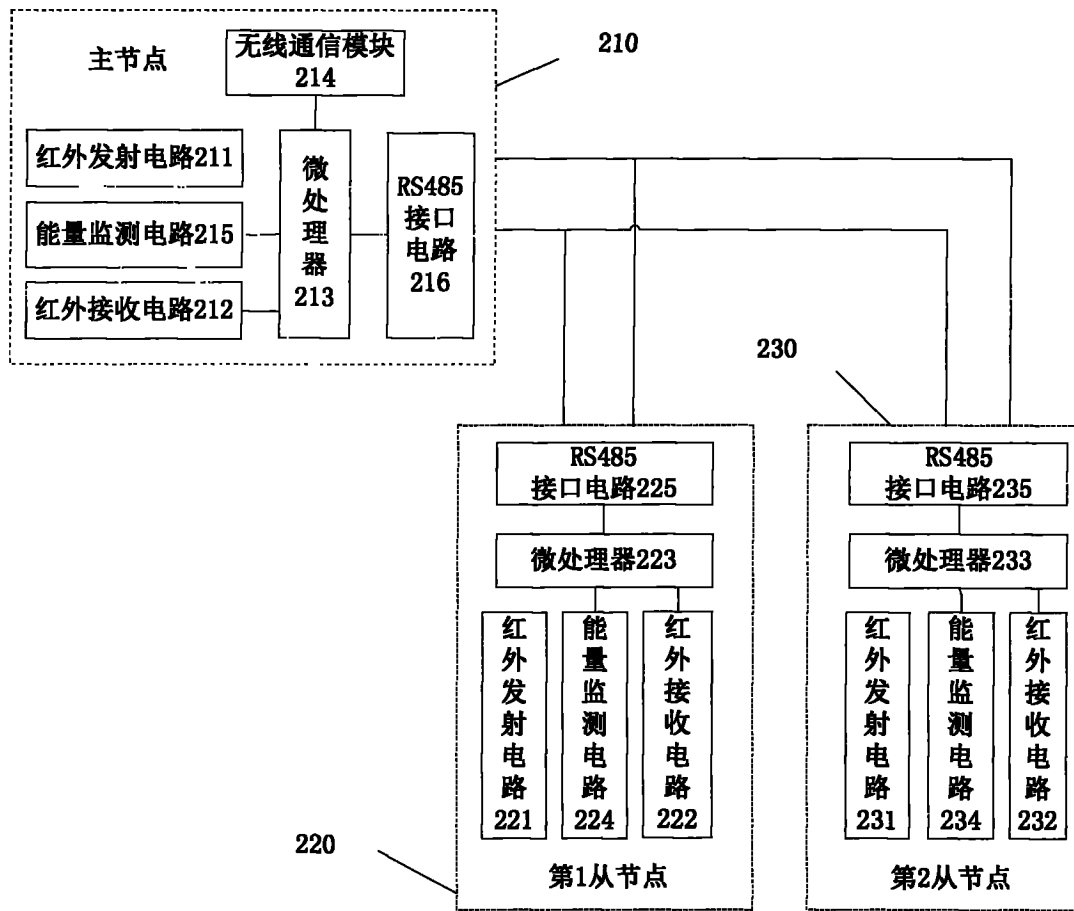 主节点
无线通信模块
214
210
红外发射电路211
能量监测电路215
红外接收电路212
微处理器
213
RS485
接口
电路
216
230
RS485
接口电路225
微处理器223
红外发射电路
221
能量监测电路
224
红外接收电路
222
220
第1从节点
RS485
接口电路235
微处理器233
红外发射电路
231
能量监测电路
234
红外接收电路
232
第2从节点